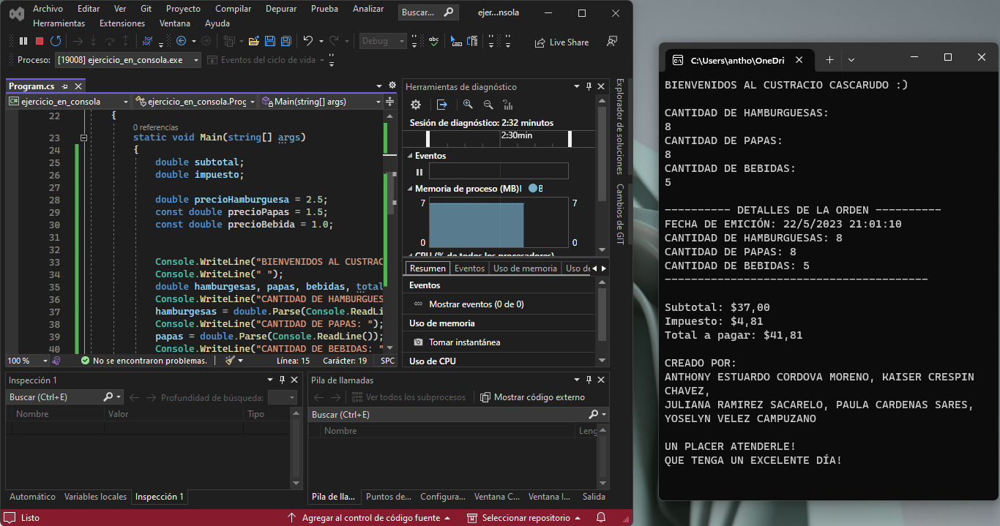 Archivo Editar Ver Git Proyecto Compilar Depurar Prueba Analizar Buscar... ejer...nsola
Herramientas Extensiones Ventana Ayuda
Debug abc Live Share
Proceso: [19008] ejercicio_en_consola.exe Eventos del ciclo de vida
Program.cs
C# ejercicio_en_consola ejercicio_en_consola.Prog Main(string[] args)
22 {
0 referencias
23 static void Main(string[] args)
24 {
25 double subtotal;
26 double impuesto;
27
28 double precioHamburguesa = 2.5;
29 const double precioPapas = 1.5;
30 const double precioBebida = 1.0;
31
32
33 Console.WriteLine("BIENVENIDOS AL CUSTRAC
34 Console.WriteLine(" ");
35 double hamburgesas, papas, bebidas, total
36 Console.WriteLine("CANTIDAD DE HAMBURGUES
37 hamburgesas = double.Parse(Console.ReadLi
38 Console.WriteLine("CANTIDAD DE PAPAS: ");
39 papas = double.Parse(Console.ReadLine());
40 Console.WriteLine("CANTIDAD DE BEBIDAS: "
100 % No se encontraron problemas. Línea: 15 Carácter: 19 SPC
Herramientas de diagnóstico
Sesión de diagnóstico: 2:32 minutos
2:30min
Eventos
Memoria de proceso (MB) B
7 7
0 0
CPU (% de todos los procesadores)
Resumen Eventos Uso de memoria Uso de
Eventos
Mostrar eventos (0 de 0)
Uso de memoria
Tomar instantánea
Uso de CPU
Explorador de soluciones
Cambios de GIT
Inspección 1
Buscar (Ctrl+E) Profundidad de búsqueda:
Nombre Valor Tipo
Automático Variables locales Inspección 1
Pila de llamadas
Ver todos los subprocesos Mostrar código externo
Buscar (Ctrl+E)
Nombre Leng
Pila de lla... Puntos de... Configura... Ventana C... Ventana I... Salida
Listo Agregar al control de código fuente Seleccionar repositorio
C:\Users\antho\OneDri
BIENVENIDOS AL CUSTRACIO CASCARUDO :)
CANTIDAD DE HAMBURGUESAS:
8
CANTIDAD DE PAPAS:
8
CANTIDAD DE BEBIDAS:
5
---------- DETALLES DE LA ORDEN ----------
FECHA DE EMICIÓN: 22/5/2023 21:01:10
CANTIDAD DE HAMBURGUESAS: 8
CANTIDAD DE PAPAS: 8
CANTIDAD DE BEBIDAS: 5
----------------------------------------
Subtotal: $37,00
Impuesto: $4,81
Total a pagar: $41,81
CREADO POR:
ANTHONY ESTUARDO CORDOVA MORENO, KAISER CRESPIN
CHAVEZ,
JULIANA RAMIREZ SACARELO, PAULA CARDENAS SARES,
YOSELYN VELEZ CAMPUZANO
UN PLACER ATENDERLE!
QUE TENGA UN EXCELENTE DÍA!